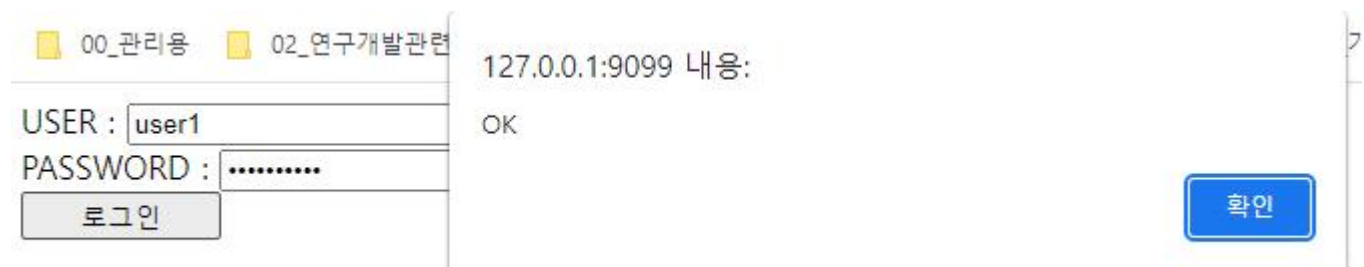 00_관리용 02_연구개발관련
127.0.0.1:9099 내용:
OK
확인
USER : user1
PASSWORD : ••••••••••
로그인